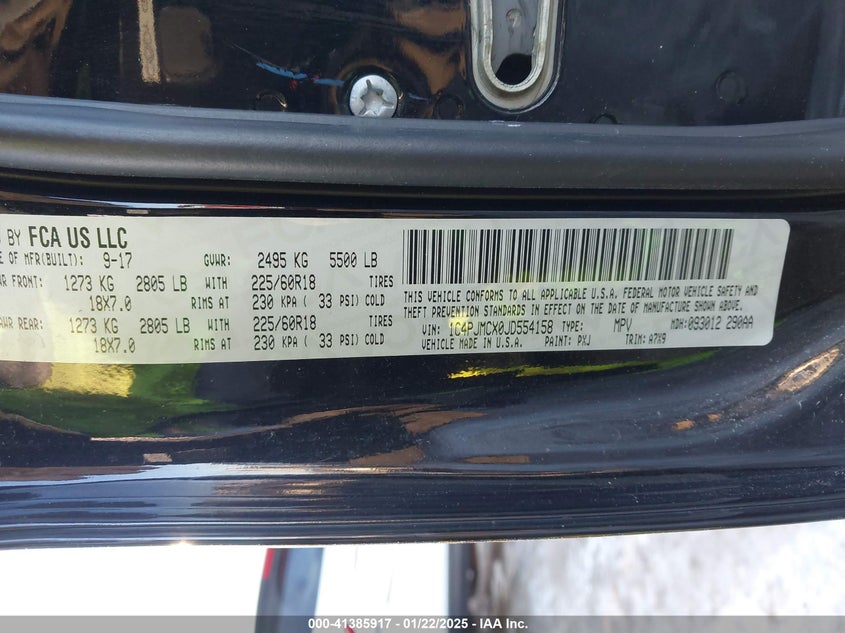 BY FCA US LLC
OF MFR(BUILT): 9-17 GVWR: 2495 KG 5500 LB
FRONT: 1273 KG 2805 LB WITH 225/60R18 TIRES
18X7.0 RIMS AT 230 KPA ( 33 PSI) COLD
REAR: 1273 KG 2805 LB WITH 225/60R18 TIRES
18X7.0 RIMS AT 230 KPA ( 33 PSI) COLD
THIS VEHICLE CONFORMS TO ALL APPLICABLE U.S.A. FEDERAL MOTOR VEHICLE SAFETY AND
THEFT PREVENTION STANDARDS IN EFFECT ON THE DATE OF MANUFACTURE SHOWN ABOVE.
VIN: 1C4PJMCX0JD554158 TYPE: MPV MDH: 093012 290AA
VEHICLE MADE IN U.S.A. PAINT: PXJ TRIM: A7X9
000-41385917 - 01/22/2025 - IAA Inc.